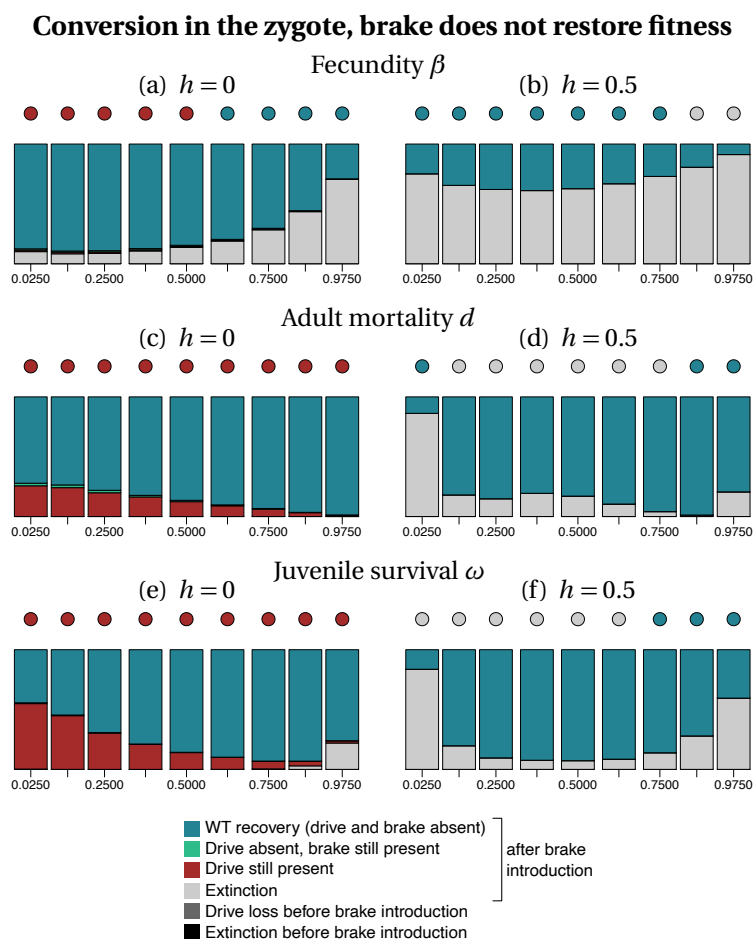 Conversion in the zygote, brake does not restore fitness
Fecundity β
(a) h = 0
(b) h = 0.5
0.0250 0.2500 0.5000 0.7500 0.9750
0.0250 0.2500 0.5000 0.7500 0.9750
Adult mortality d
(c) h = 0
(d) h = 0.5
0.0250 0.2500 0.5000 0.7500 0.9750
0.0250 0.2500 0.5000 0.7500 0.9750
Juvenile survival ω
(e) h = 0
(f) h = 0.5
0.0250 0.2500 0.5000 0.7500 0.9750
0.0250 0.2500 0.5000 0.7500 0.9750
WT recovery (drive and brake absent)
Drive absent, brake still present
Drive still present
Extinction
after brake
introduction
Drive loss before brake introduction
Extinction before brake introduction